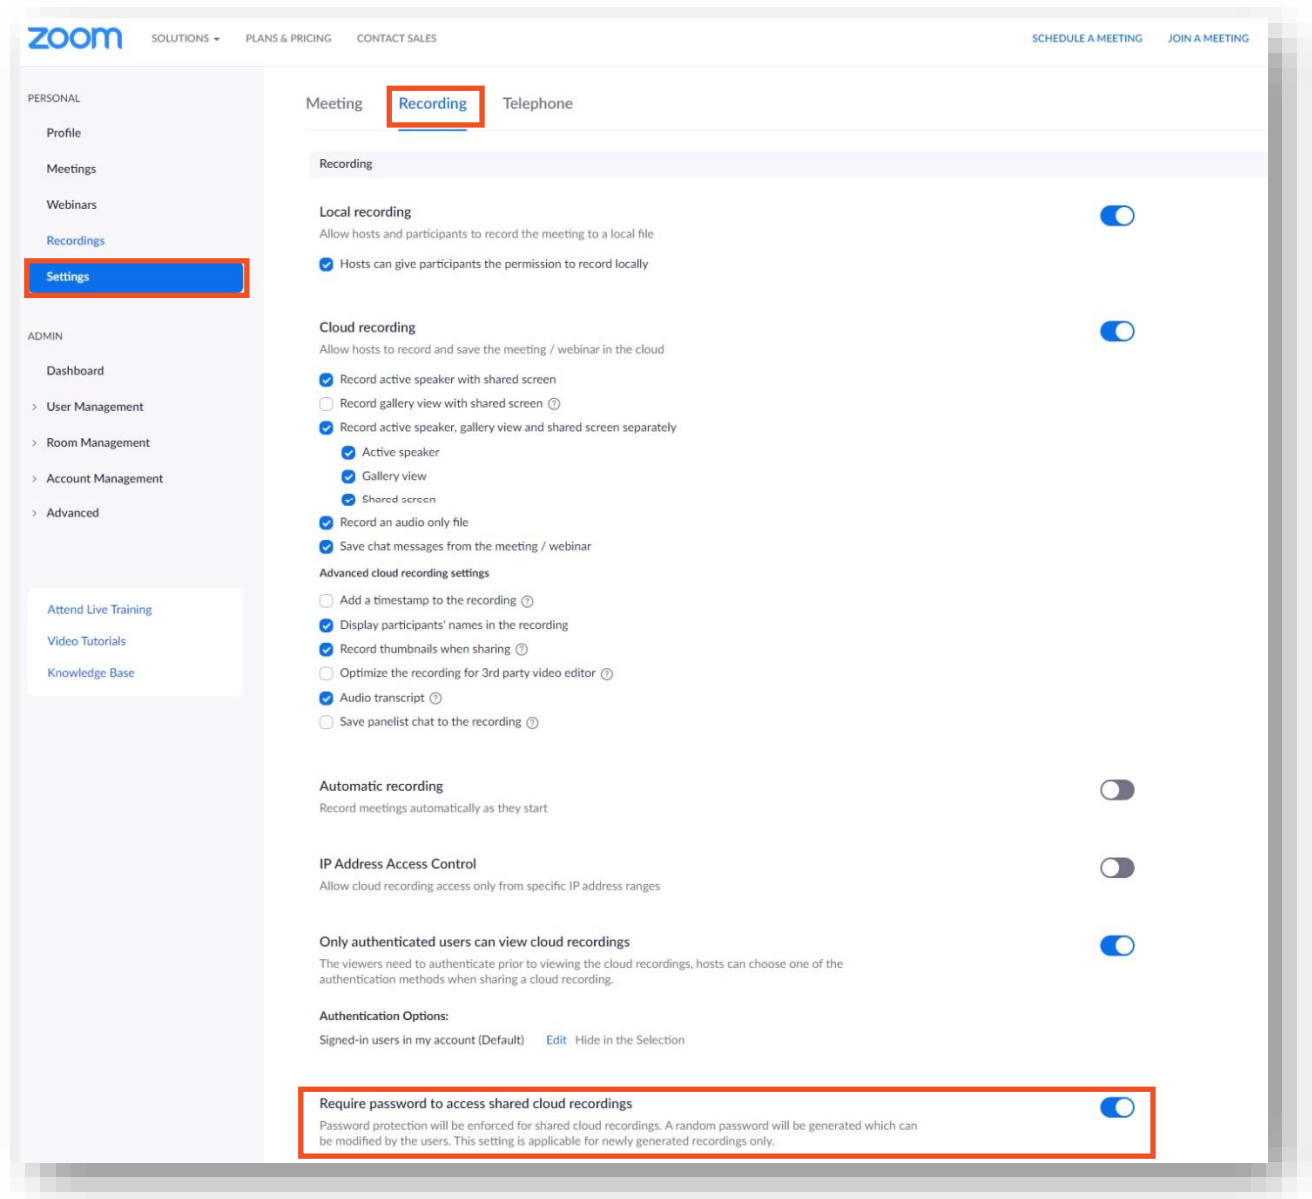 zoom SOLUTIONS PLANS & PRICING CONTACT SALES SCHEDULE A MEETING JOIN A MEETING
PERSONAL
Profile
Meetings
Webinars
Recordings
Settings
ADMIN
Dashboard
User Management
Room Management
Account Management
Advanced
Attend Live Training
Video Tutorials
Knowledge Base
Meeting Recording Telephone
Recording
Local recording
Allow hosts and participants to record the meeting to a local file
Hosts can give participants the permission to record locally
Cloud recording
Allow hosts to record and save the meeting / webinar in the cloud
Record active speaker with shared screen
Record gallery view with shared screen
Record active speaker, gallery view and shared screen separately
Active speaker
Gallery view
Shared screen
Record an audio only file
Save chat messages from the meeting / webinar
Advanced cloud recording settings
Add a timestamp to the recording
Display participants' names in the recording
Record thumbnails when sharing
Optimize the recording for 3rd party video editor
Audio transcript
Save panelist chat to the recording
Automatic recording
Record meetings automatically as they start
IP Address Access Control
Allow cloud recording access only from specific IP address ranges
Only authenticated users can view cloud recordings
The viewers need to authenticate prior to viewing the cloud recordings, hosts can choose one of the
authentication methods when sharing a cloud recording.
Authentication Options:
Signed-in users in my account (Default) Edit Hide in the Selection
Require password to access shared cloud recordings
Password protection will be enforced for shared cloud recordings. A random password will be generated which can
be modified by the users. This setting is applicable for newly generated recordings only.